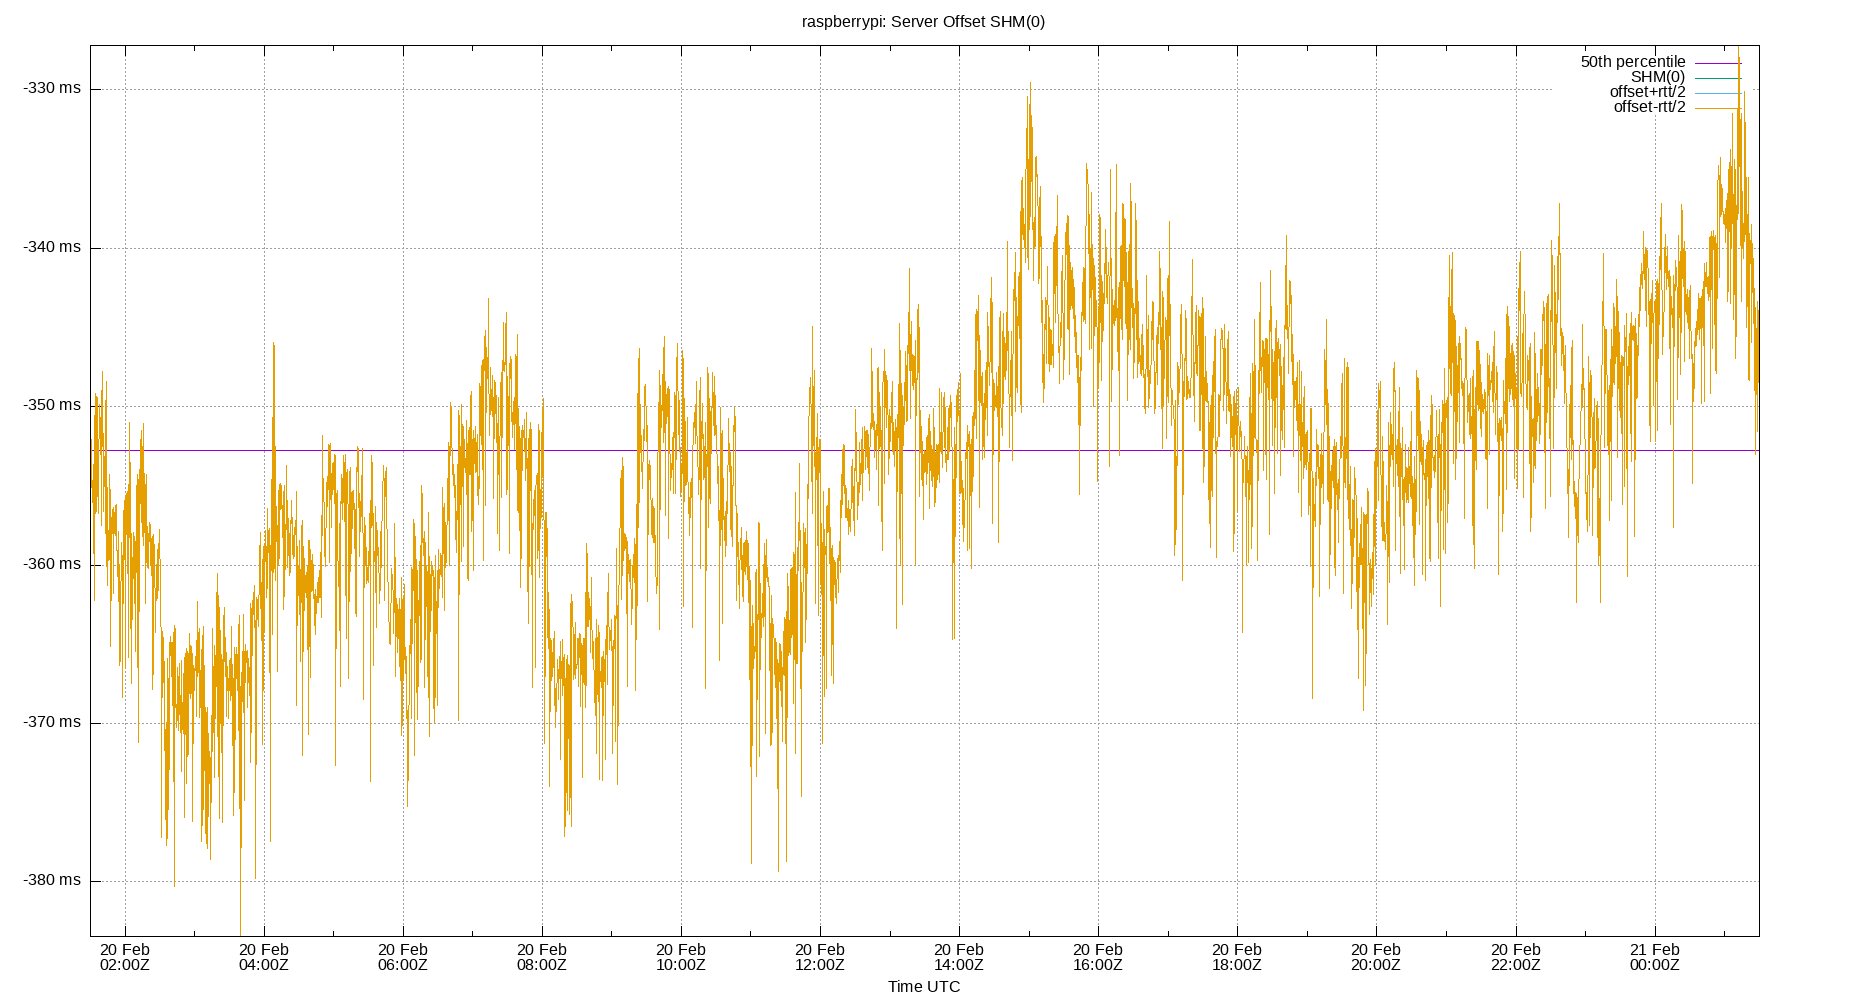 raspberrypi: Server Offset SHM(0)
50th percentile
SHM(0)
offset+rtt/2
offset-rtt/2
-330 ms
-340 ms
-350 ms
-360 ms
-370 ms
-380 ms
20 Feb 20 Feb 20 Feb 20 Feb 20 Feb 20 Feb 20 Feb 20 Feb 20 Feb 20 Feb 20 Feb 21 Feb
02:00Z 04:00Z 06:00Z 08:00Z 10:00Z 12:00Z 14:00Z 16:00Z 18:00Z 20:00Z 22:00Z 00:00Z
Time UTC